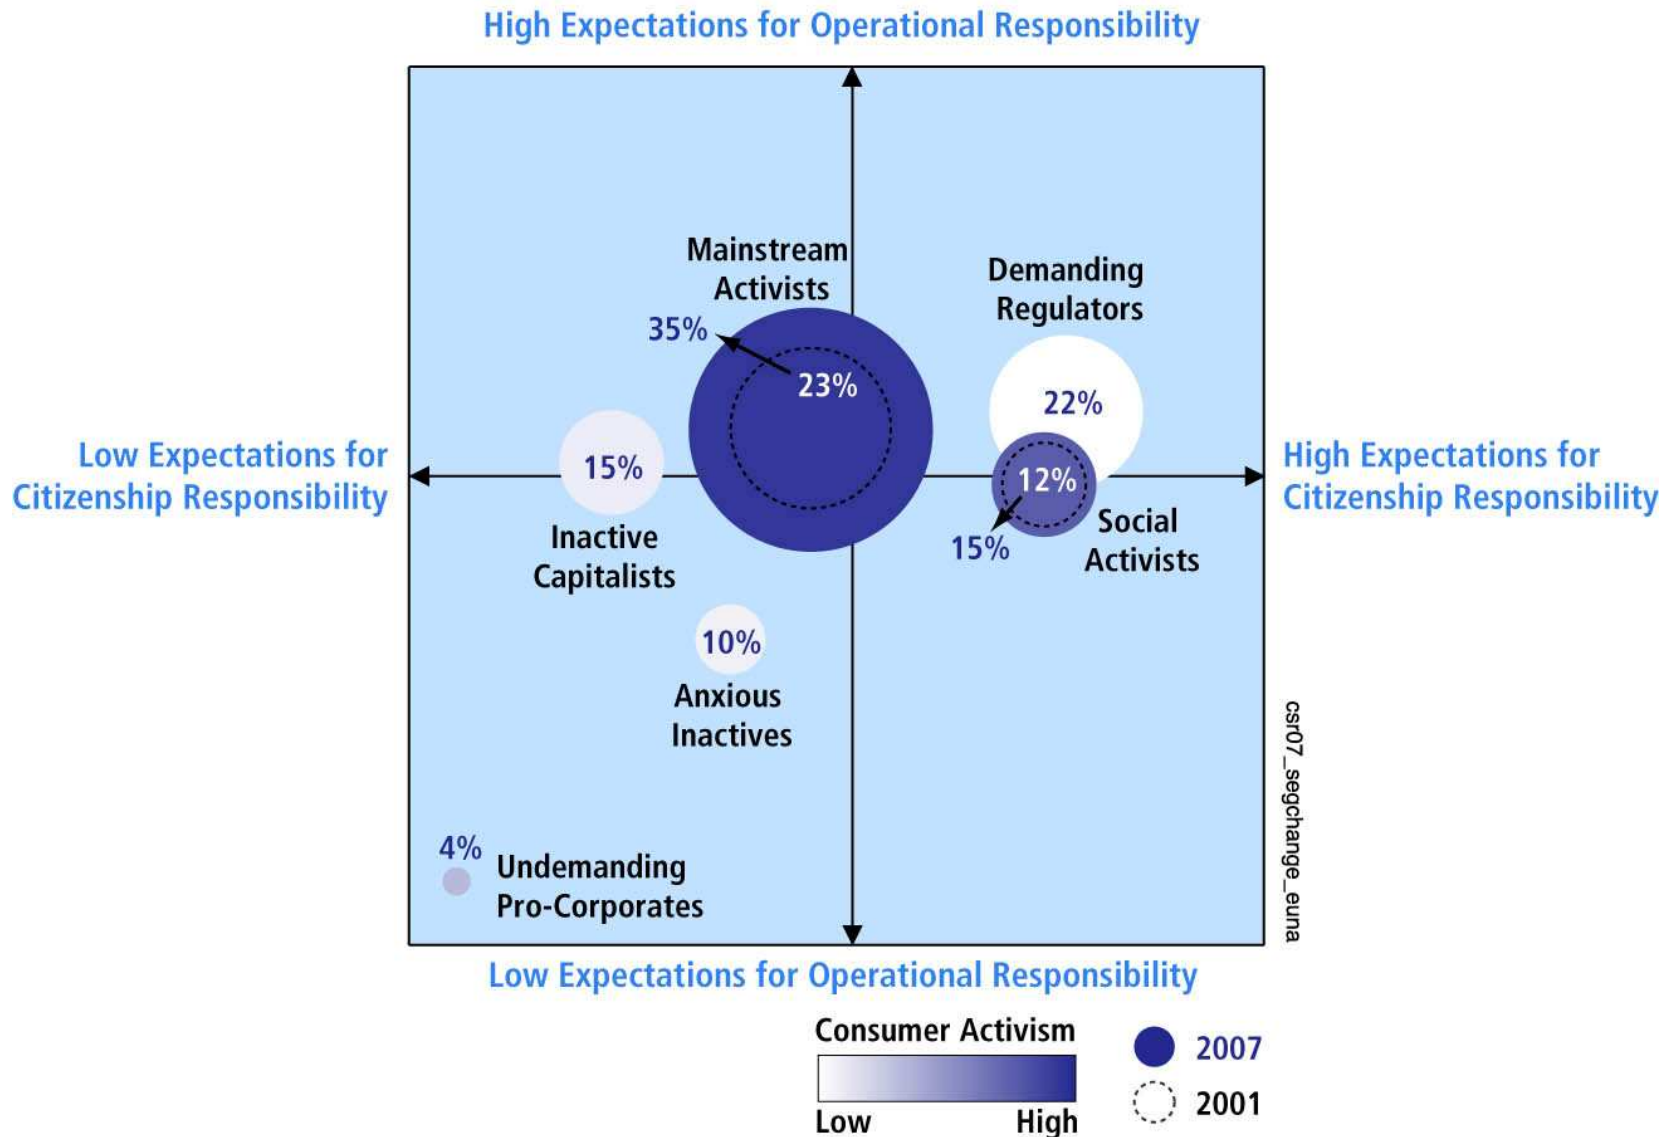 High Expectations for Operational Responsibility
Mainstream
Activists
35%
23%
Demanding
Regulators
22%
Low Expectations for
Citizenship Responsibility
15%
Inactive
Capitalists
12%
15%
Social
Activists
High Expectations for
Citizenship Responsibility
10%
Anxious
Inactives
4%
Undemanding
Pro-Corporates
csr07_segchange_euna
Low Expectations for Operational Responsibility
Consumer Activism
Low High
2007
2001